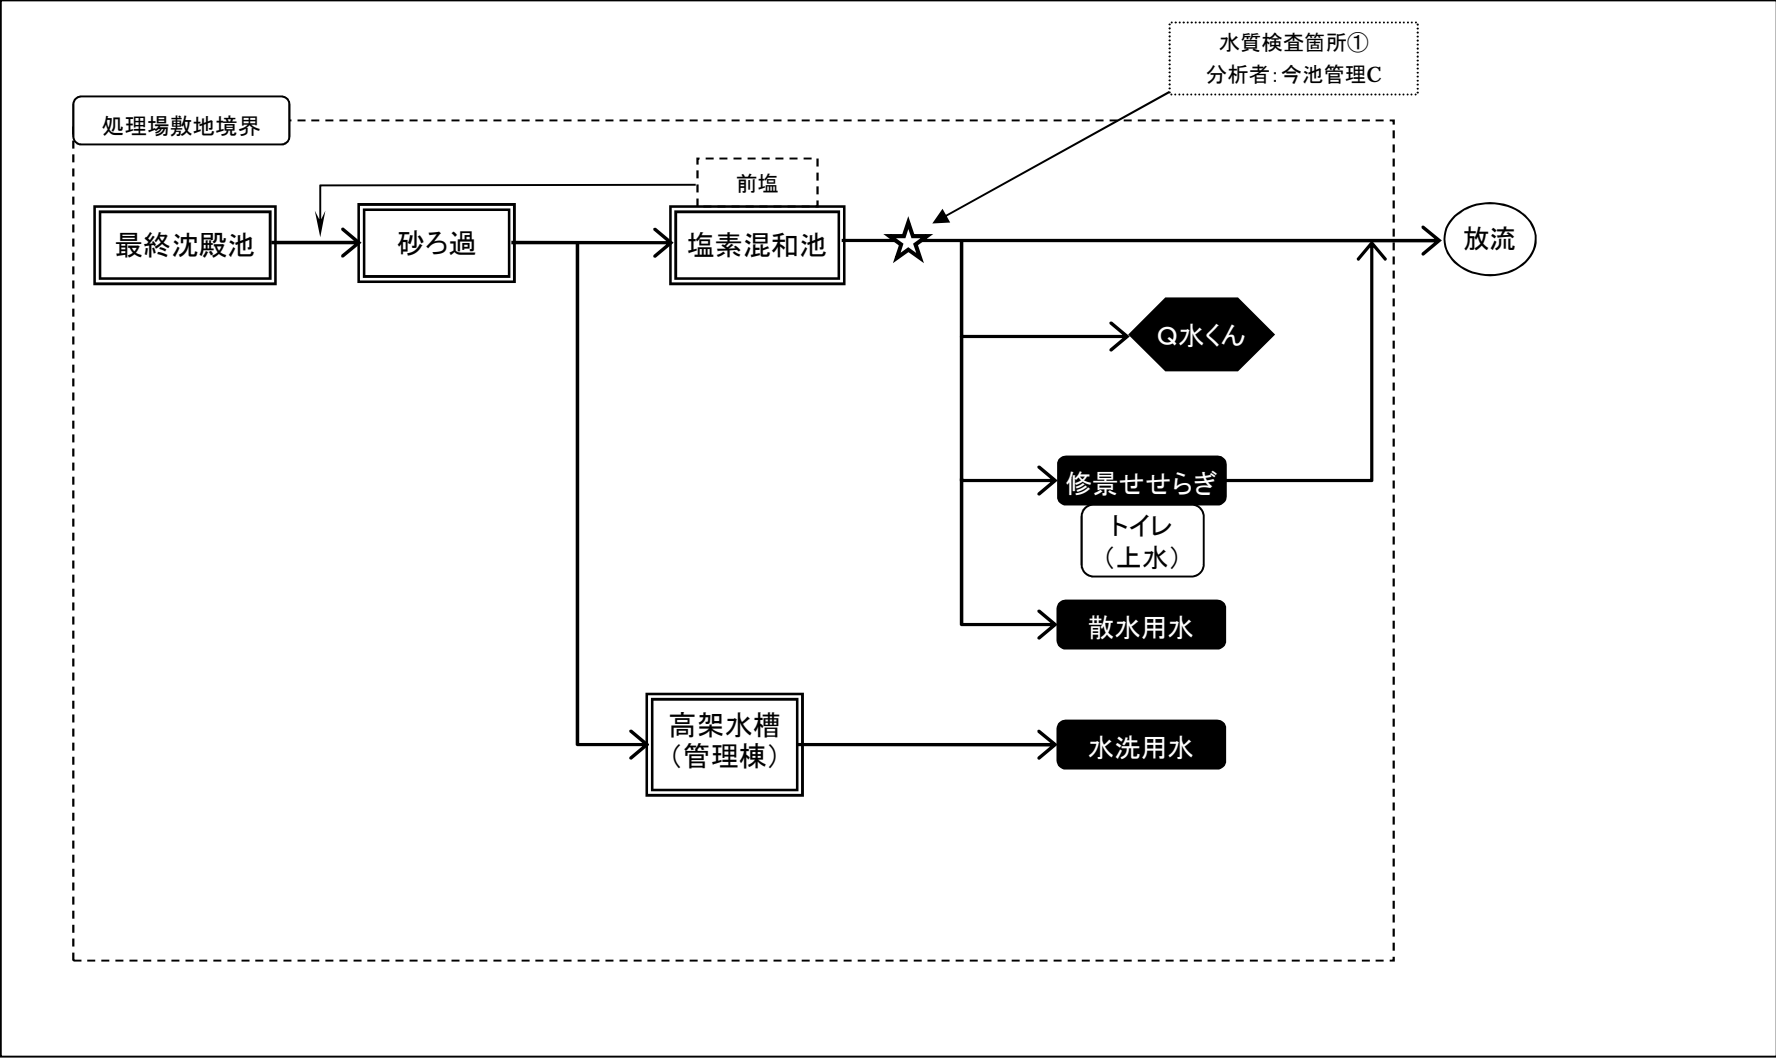 水質検査箇所①
分析者:今池管理C
処理場敷地境界
前塩
最終沈殿池
砂ろ過
塩素混和池
放流
Q水くん
修景せせらぎ
トイレ
(上水)
散水用水
高架水槽
(管理棟)
水洗用水